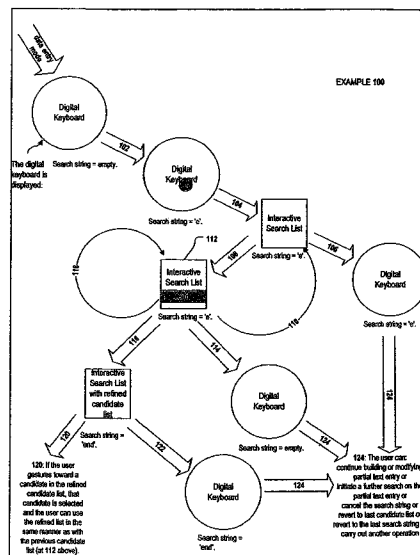 data entry
mode
EXAMPLE 100
Digital
Keyboard
The digital
keyboard is
displayed:
Search string = empty.
102
Digital
Keyboard
Search string = 'e'.
104
Interactive
Search List
Search string = 'e'.
106
108
112
110
110
Interactive
Search List
Search string = 'e'.
Digital
Keyboard
Search string = 'e'.
116
114
124
Interactive
Search List
with refined
candidate
list
Search string =
'end'.
Digital
Keyboard
Search string = empty.
124
120
122
120: If the user
gestures toward a
candidate in the refined
candidate list, that
candidate is
selected and the user can
use the refined list in the
same manner as with
the previous candidate
list (at 112 above).
Digital
Keyboard
Search string =
'end'.
124
124: The user can:
continue building or modifying
partial text entry or
initiate a further search on the
partial text entry or
cancel the search string or
revert to last candidate list or
revert to the last search string
carry out another operation